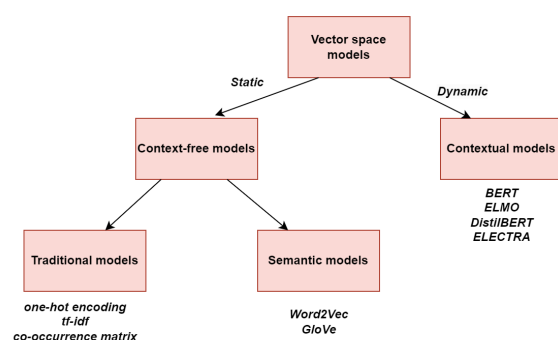 Vector space
models
Static
Dynamic
Context-free models
Contextual models
BERT
ELMO
DistilBERT
ELECTRA
Traditional models
Semantic models
one-hot encoding
tf-idf
co-occurrence matrix
Word2Vec
GloVe